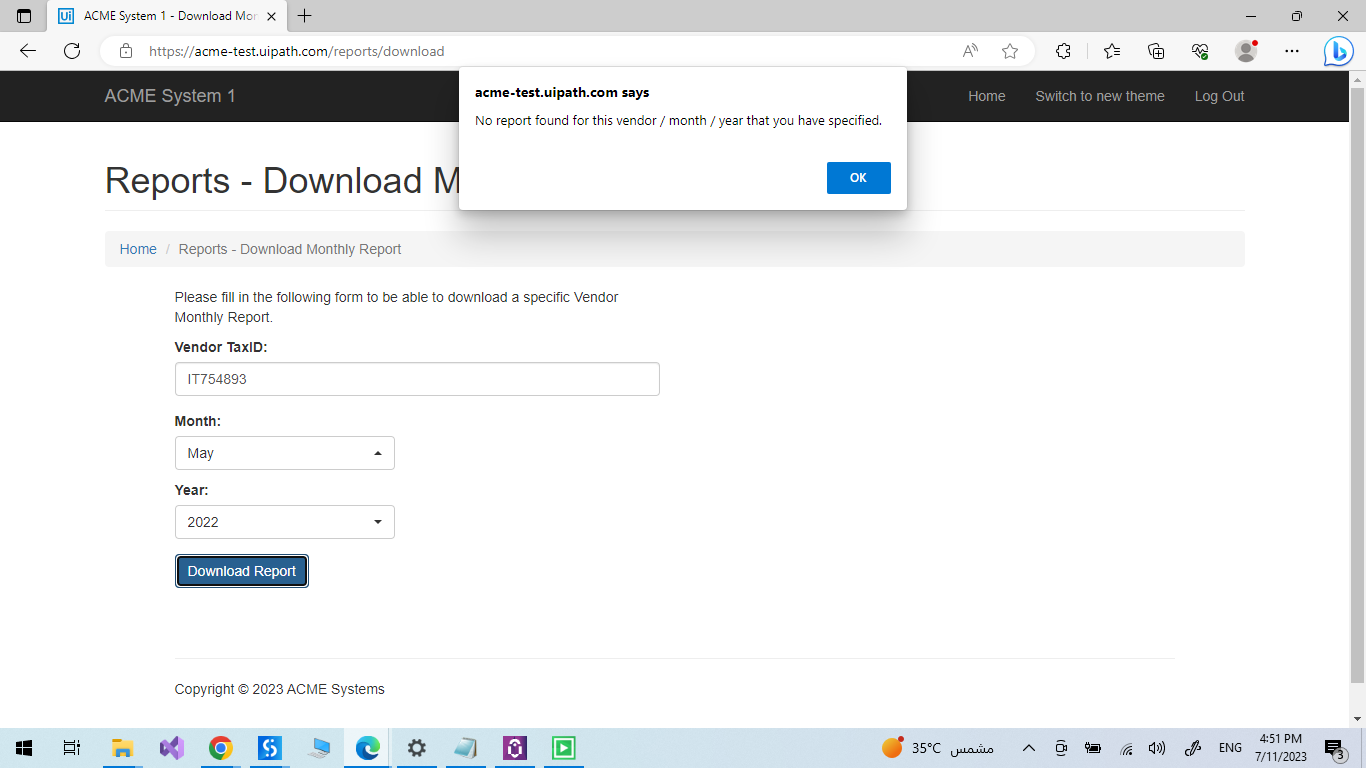 ACME System 1 - Download Mon
https://acme-test.uipath.com/reports/download
ACME System 1
Home
Switch to new theme
Log Out
acme-test.uipath.com says
No report found for this vendor / month / year that you have specified.
OK
Reports - Download M
Home / Reports - Download Monthly Report
Please fill in the following form to be able to download a specific Vendor
Monthly Report.
Vendor TaxID:
IT754893
Month:
May
Year:
2022
Download Report
Copyright © 2023 ACME Systems
35°C مشمس
ENG
4:51 PM
7/11/2023
3